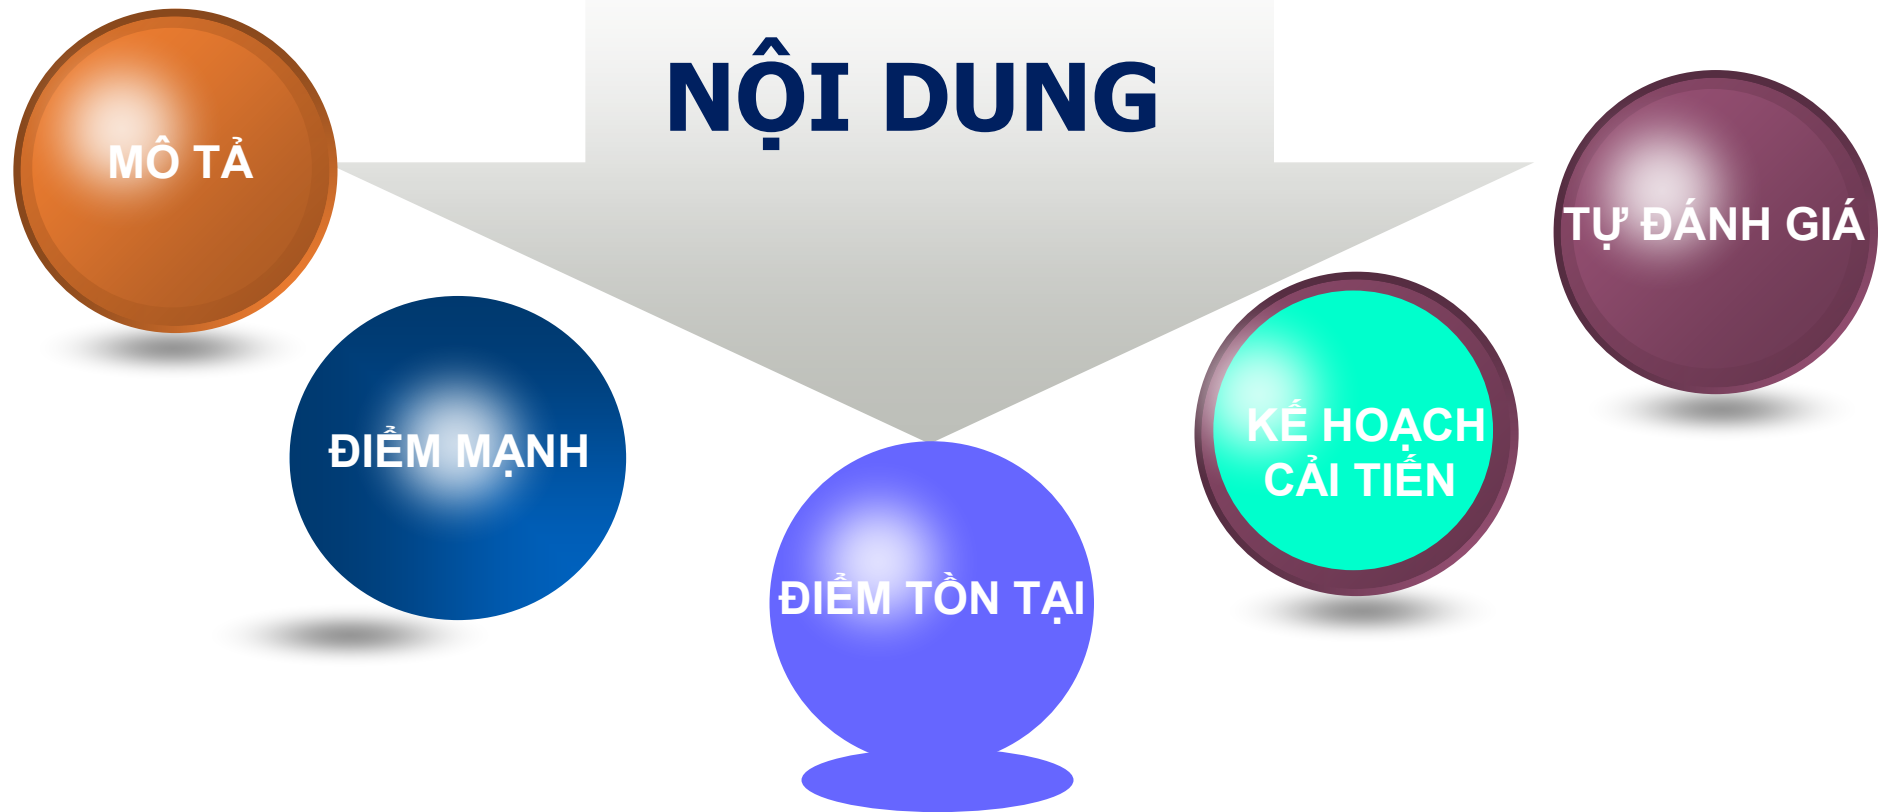 NỘI DUNG
MÔ TẢ
ĐIỂM MẠNH
ĐIỂM TỒN TẠI
KẾ HOẠCH
CẢI TIẾN
TỰ ĐÁNH GIÁ